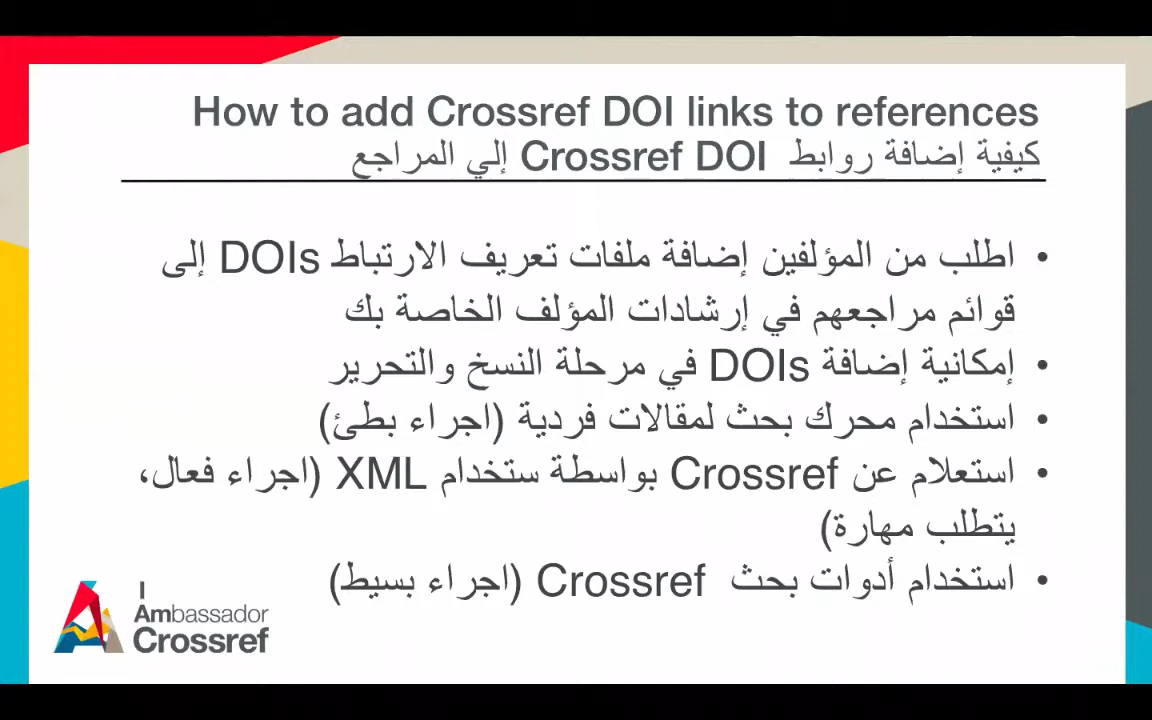 How to add Crossref DOI links to references
كيفية إضافة روابط Crossref DOI إلي المراجع
• اطلب من المؤلفين إضافة ملفات تعريف الارتباط DOIs إلى
قوائم مراجعهم في إرشادات المؤلف الخاصة بك
• إمكانية إضافة DOIs في مرحلة النسخ والتحرير
• استخدام محرك بحث لمقالات فردية (اجراء بطئ)
• استعلام عن Crossref بواسطة ستخدام XML (اجراء فعال،
يتطلب مهارة)
• استخدام أدوات بحث Crossref (اجراء بسيط)
I
Ambassador
Crossref